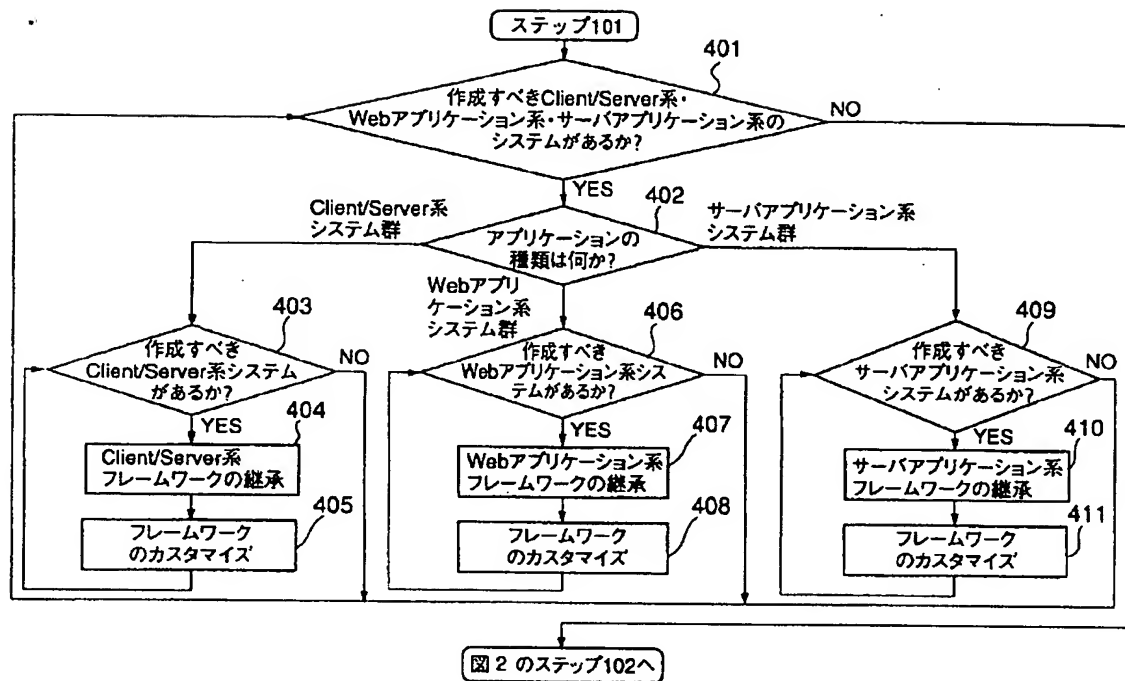 ステップ101
401
作成すべきClient/Server系・
Webアプリケーション系・サーバアプリケーション系の
システムがあるか?
NO
YES
402
Client/Server系
システム群
アプリケーションの
種類は何か?
サーバアプリケーション系
システム群
Webアプリ
ケーション系
システム群
403
作成すべき
Client/Server系システム
があるか?
NO
YES
404
Client/Server系
フレームワークの継承
405
フレームワーク
のカスタマイズ
406
作成すべき
Webアプリケーション系シス
テムがあるか?
NO
YES
407
Webアプリケーション系
フレームワークの継承
408
フレームワーク
のカスタマイズ
409
作成すべき
サーバアプリケーション系
システムがあるか?
NO
YES
410
サーバアプリケーション系
フレームワークの継承
411
フレームワーク
のカスタマイズ
図2 のステップ102へ